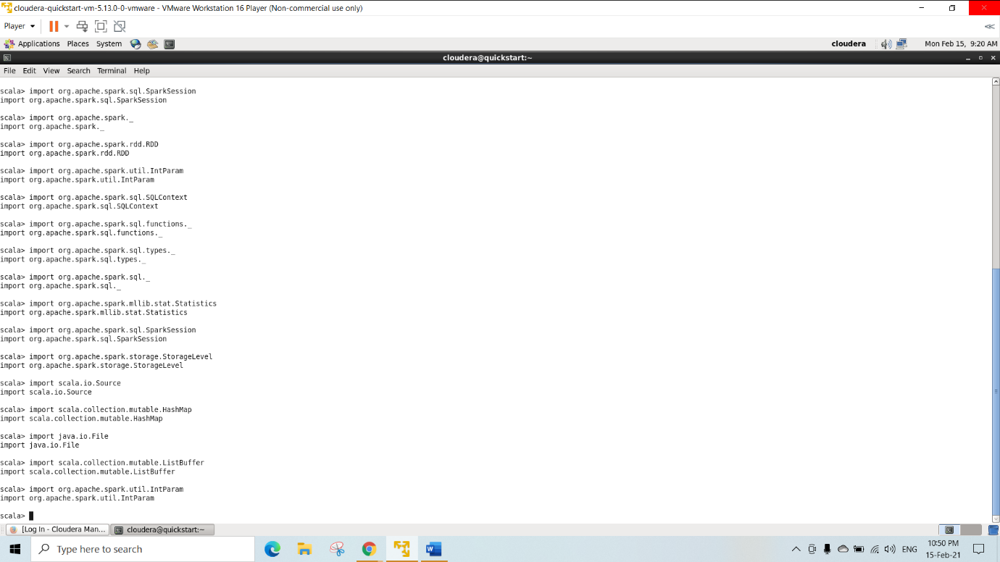 cloudera-quickstart-vm-5.13.0-0-vmware - VMware Workstation 16 Player (Non-commercial use only)
Player
Applications Places System cloudera Mon Feb 15, 9:20 AM
cloudera@quickstart:~
File Edit View Search Terminal Help
scala> import org.apache.spark.sql.SparkSession
import org.apache.spark.sql.SparkSession
scala> import org.apache.spark._
import org.apache.spark._
scala> import org.apache.spark.rdd.RDD
import org.apache.spark.rdd.RDD
scala> import org.apache.spark.util.IntParam
import org.apache.spark.util.IntParam
scala> import org.apache.spark.sql.SQLContext
import org.apache.spark.sql.SQLContext
scala> import org.apache.spark.sql.functions._
import org.apache.spark.sql.functions._
scala> import org.apache.spark.sql.types._
import org.apache.spark.sql.types._
scala> import org.apache.spark.sql._
import org.apache.spark.sql._
scala> import org.apache.spark.mllib.stat.Statistics
import org.apache.spark.mllib.stat.Statistics
scala> import org.apache.spark.sql.SparkSession
import org.apache.spark.sql.SparkSession
scala> import org.apache.spark.storage.StorageLevel
import org.apache.spark.storage.StorageLevel
scala> import scala.io.Source
import scala.io.Source
scala> import scala.collection.mutable.HashMap
import scala.collection.mutable.HashMap
scala> import java.io.File
import java.io.File
scala> import scala.collection.mutable.ListBuffer
import scala.collection.mutable.ListBuffer
scala> import org.apache.spark.util.IntParam
import org.apache.spark.util.IntParam
scala>
[Log In - Cloudera Man... cloudera@quickstart:~
Type here to search
ENG
10:50 PM
15-Feb-21